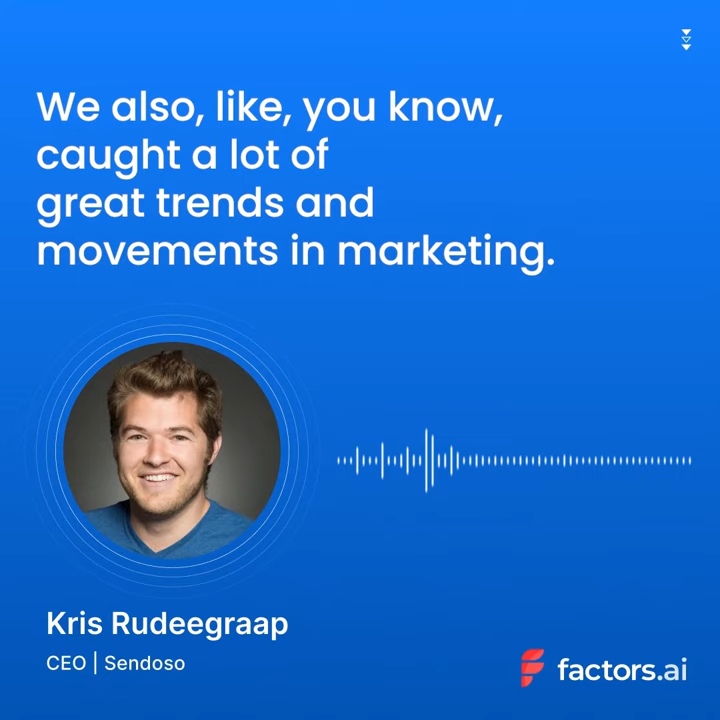 We also, like, you know,
caught a lot of
great trends and
movements in marketing.
Kris Rudeegraap
CEO | Sendoso
factors.ai